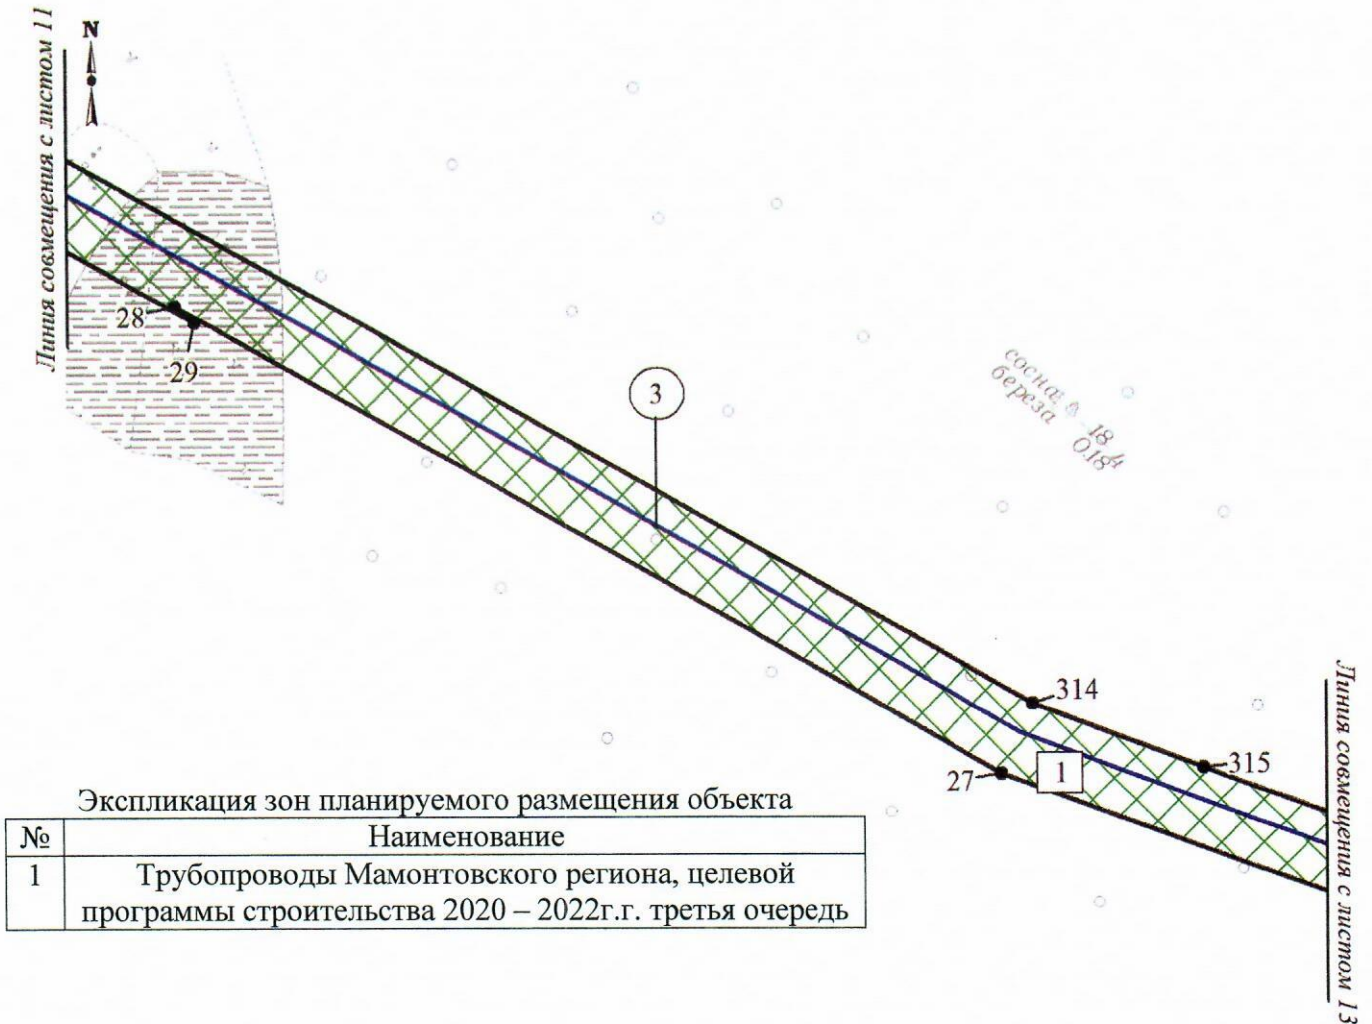 Линия совмещения с листом 11
N
28
29
3
сосна
береза
18
0.18
4
314
315
27
1
Линия совмещения с листом 13
Экспликация зон планируемого размещения объекта
№ Наименование
1 Трубопроводы Мамонтовского региона, целевой
программы строительства 2020 – 2022г.г. третья очередь